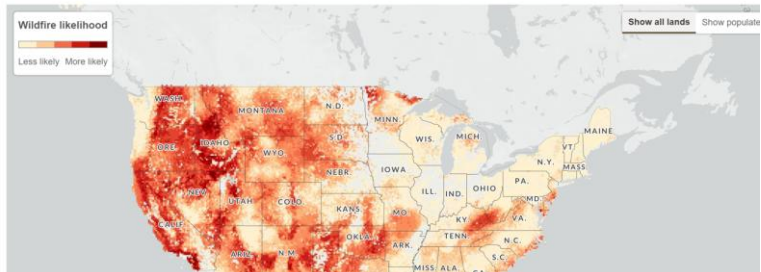 Wildfire likelihood
Less likely More likely
Show all lands Show populate
WASH.
MONTANA
N.D.
MINN.
MAINE
ORE.
IDAHO
S.D.
WIS.
MICH
VT.
WYO.
N.Y.
MASS
NEBR.
IOWA
PA.
NEV.
UTAH
COLO.
ILL.
IND.
OHIO
MD.
KANS.
MO.
KY.
VA.
CALIF.
OKLA.
TENN.
N.C.
ARIZ.
N.M.
ARK.
S.C
MISS.
ALA.